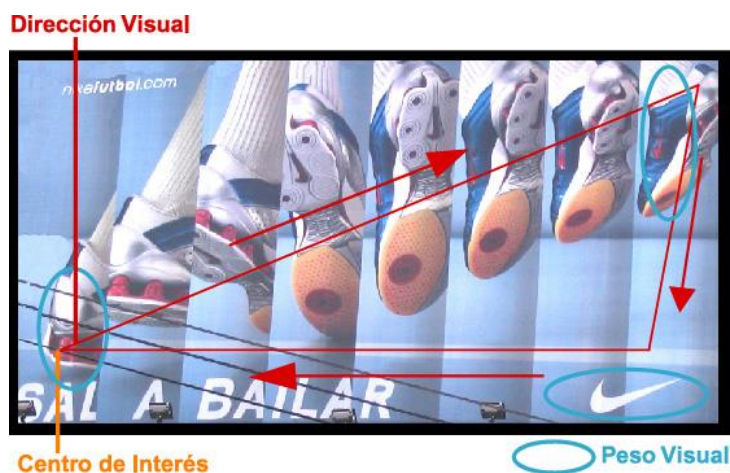 Dirección Visual
nikefutbol.com
SAL A BAILAR
Centro de Interés
Peso Visual